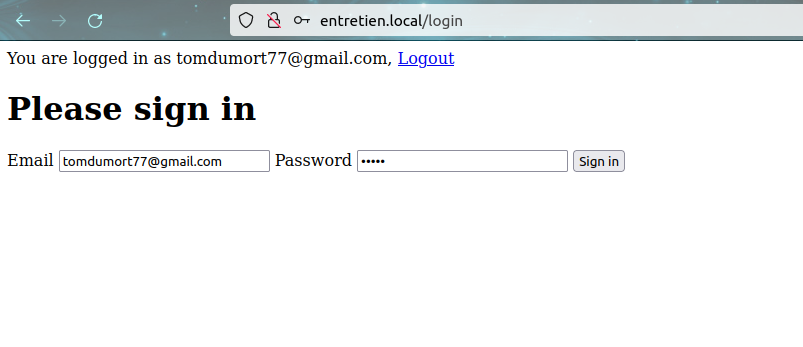 entretien.local/login
You are logged in as tomdumort77@gmail.com, Logout
Please sign in
Email tomdumort77@gmail.com Password ••••• Sign in